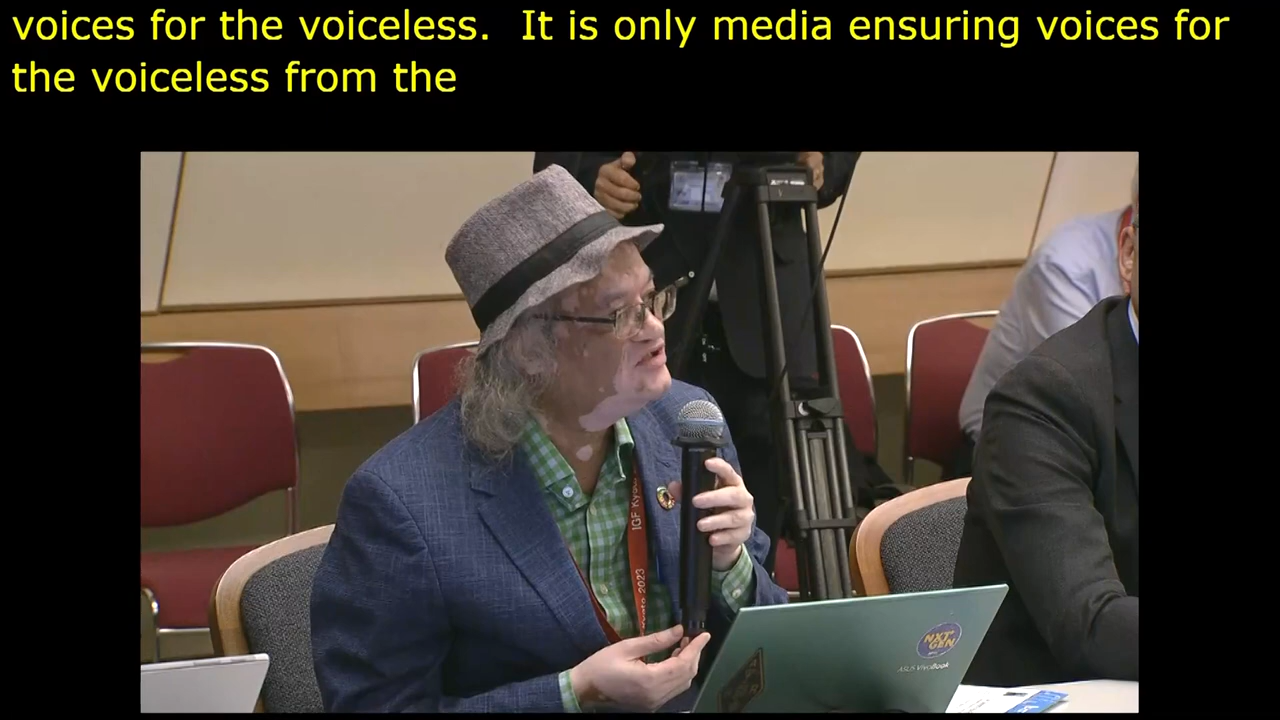 voices for the voiceless.  It is only media ensuring voices for
the voiceless from the
IGF Kyoto 2023
NXT
GEN
ASUS VivoBook